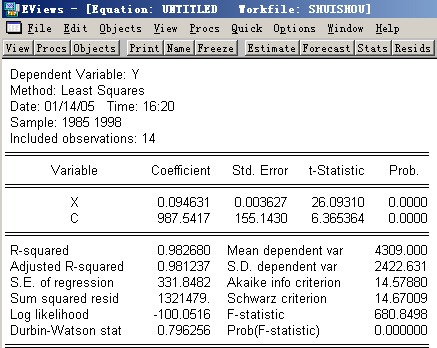 EViews - [Equation: UNTITLED   Workfile: SHUISHOU]
File Edit Objects View Procs Quick Options Window Help
View Procs Objects Print Name Freeze Estimate Forecast Stats Resids
Dependent Variable: Y
Method: Least Squares
Date: 01/14/05   Time: 16:20
Sample: 1985 1998
Included observations: 14
Variable Coefficient Std. Error t-Statistic Prob.
X 0.094631 0.003627 26.09310 0.0000
C 987.5417 155.1430 6.365364 0.0000
R-squared 0.982680 Mean dependent var 4309.000
Adjusted R-squared 0.981237 S.D. dependent var 2422.631
S.E. of regression 331.8482 Akaike info criterion 14.57880
Sum squared resid 1321479. Schwarz criterion 14.67009
Log likelihood -100.0516 F-statistic 680.8498
Durbin-Watson stat 0.796256 Prob(F-statistic) 0.000000